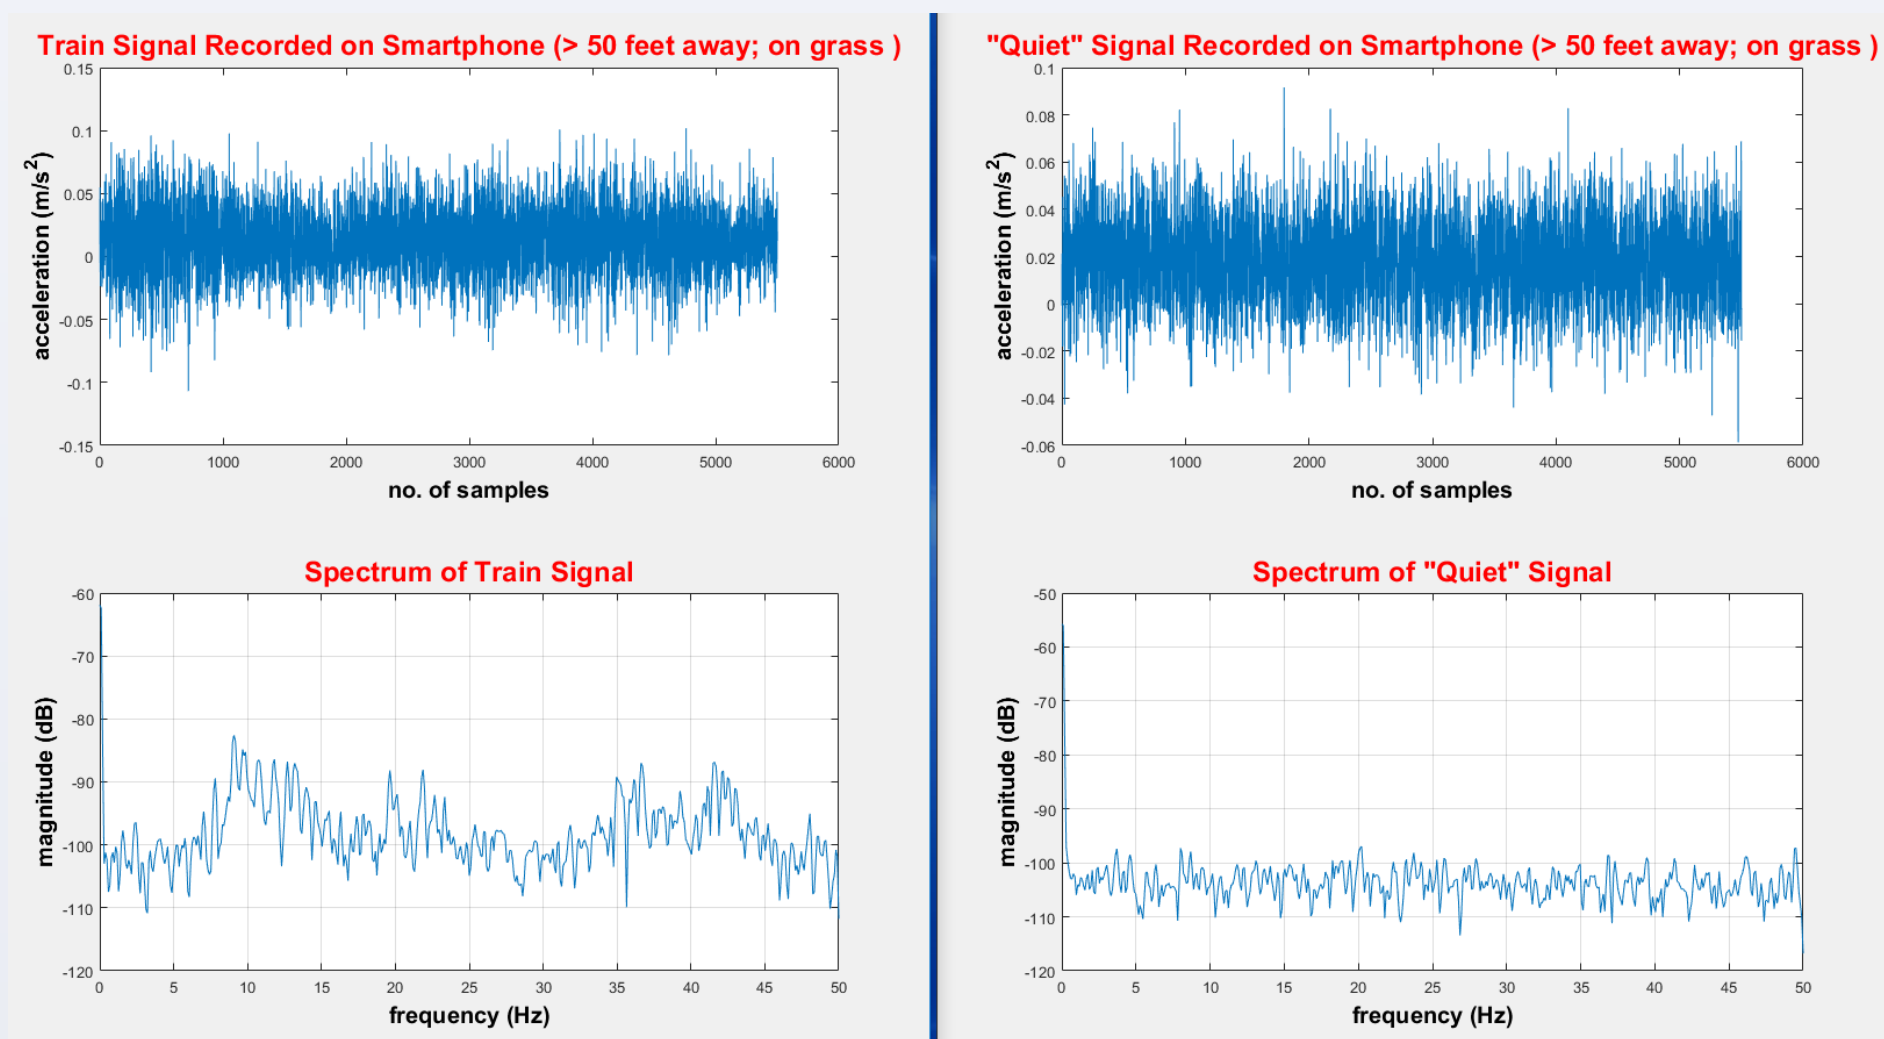 Train Signal Recorded on Smartphone (> 50 feet away; on grass )
0.15
0.1
0.05
0
-0.05
-0.1
-0.15
acceleration (m/s²)
0 1000 2000 3000 4000 5000 6000
no. of samples
"Quiet" Signal Recorded on Smartphone (> 50 feet away; on grass )
0.1
0.08
0.06
0.04
0.02
0
-0.02
-0.04
-0.06
acceleration (m/s²)
0 1000 2000 3000 4000 5000 6000
no. of samples
Spectrum of Train Signal
-60
-70
-80
-90
-100
-110
-120
magnitude (dB)
0 5 10 15 20 25 30 35 40 45 50
frequency (Hz)
Spectrum of "Quiet" Signal
-50
-60
-70
-80
-90
-100
-110
-120
magnitude (dB)
0 5 10 15 20 25 30 35 40 45 50
frequency (Hz)